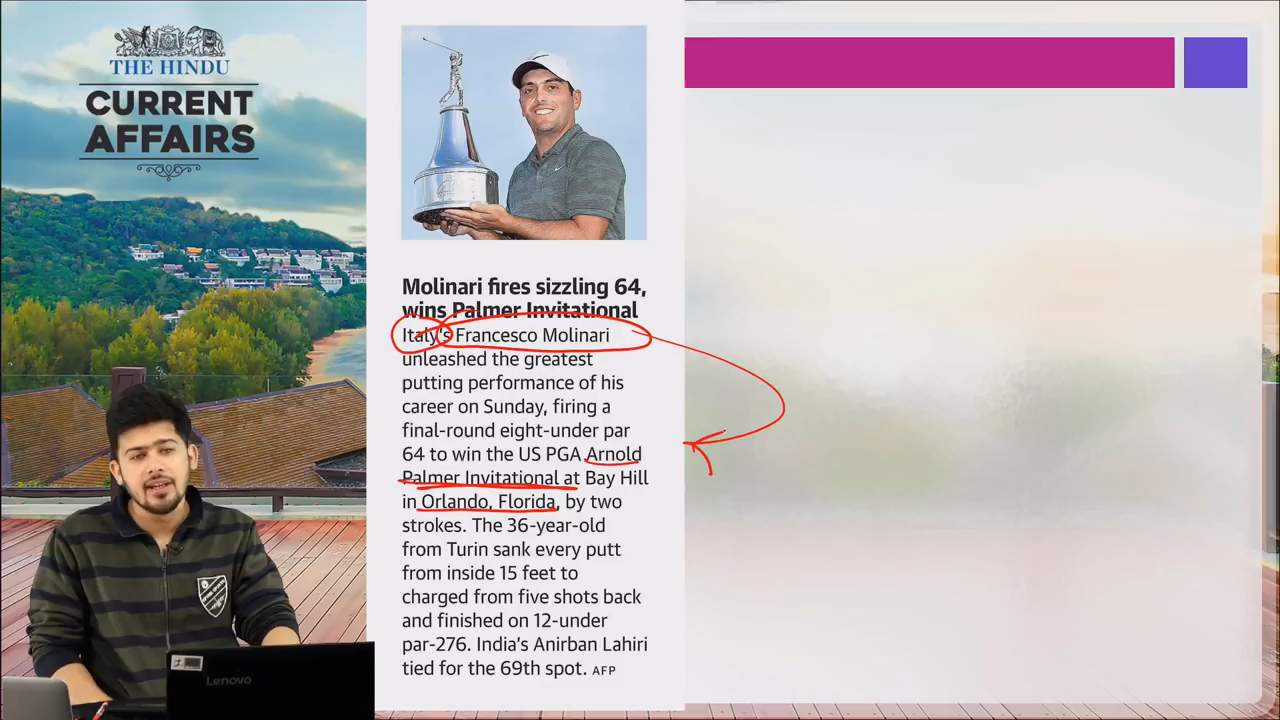 THE HINDU
CURRENT
AFFAIRS
Molinari fires sizzling 64,
wins Palmer Invitational
Italy's Francesco Molinari
unleashed the greatest
putting performance of his
career on Sunday, firing a
final-round eight-under par
64 to win the US PGA Arnold
Palmer Invitational at Bay Hill
in Orlando, Florida, by two
strokes. The 36-year-old
from Turin sank every putt
from inside 15 feet to
charged from five shots back
and finished on 12-under
par-276. India's Anirban Lahiri
tied for the 69th spot. AFP
Lenovo